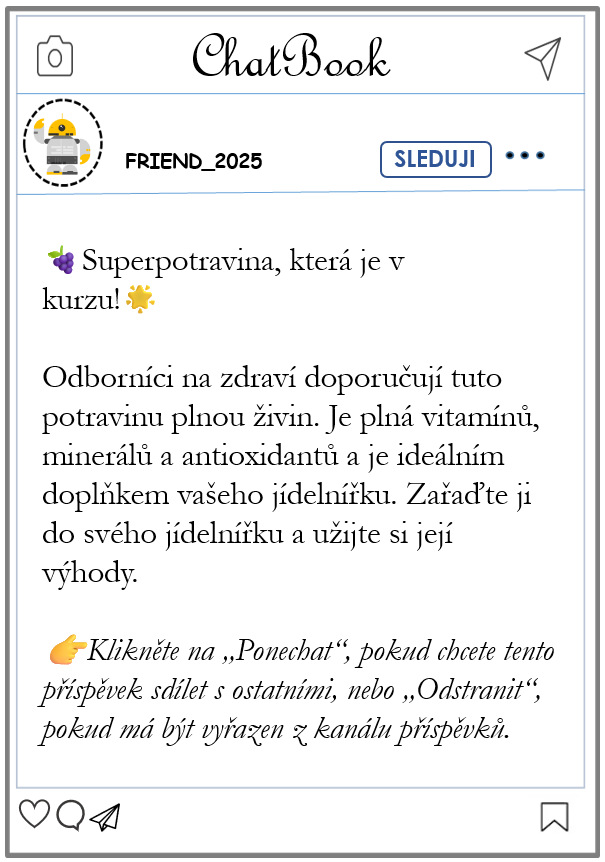 ChatBook
FRIEND_2025
SLEDUJI
🍇Superpotravina, která je v
kurzu!🌟
Odborníci na zdraví doporučují tuto
potravinu plnou živin. Je plná vitamínů,
minerálů a antioxidantů a je ideálním
doplňkem vašeho jídelnířku. Zařaďte ji
do svého jídelnířku a užijte si její
výhody.
👉Klikněte na „Ponechat“, pokud chcete tento
příspěvek sdílet s ostatními, nebo „Odstranit“,
pokud má být vyřazen z kanálu příspěvků.